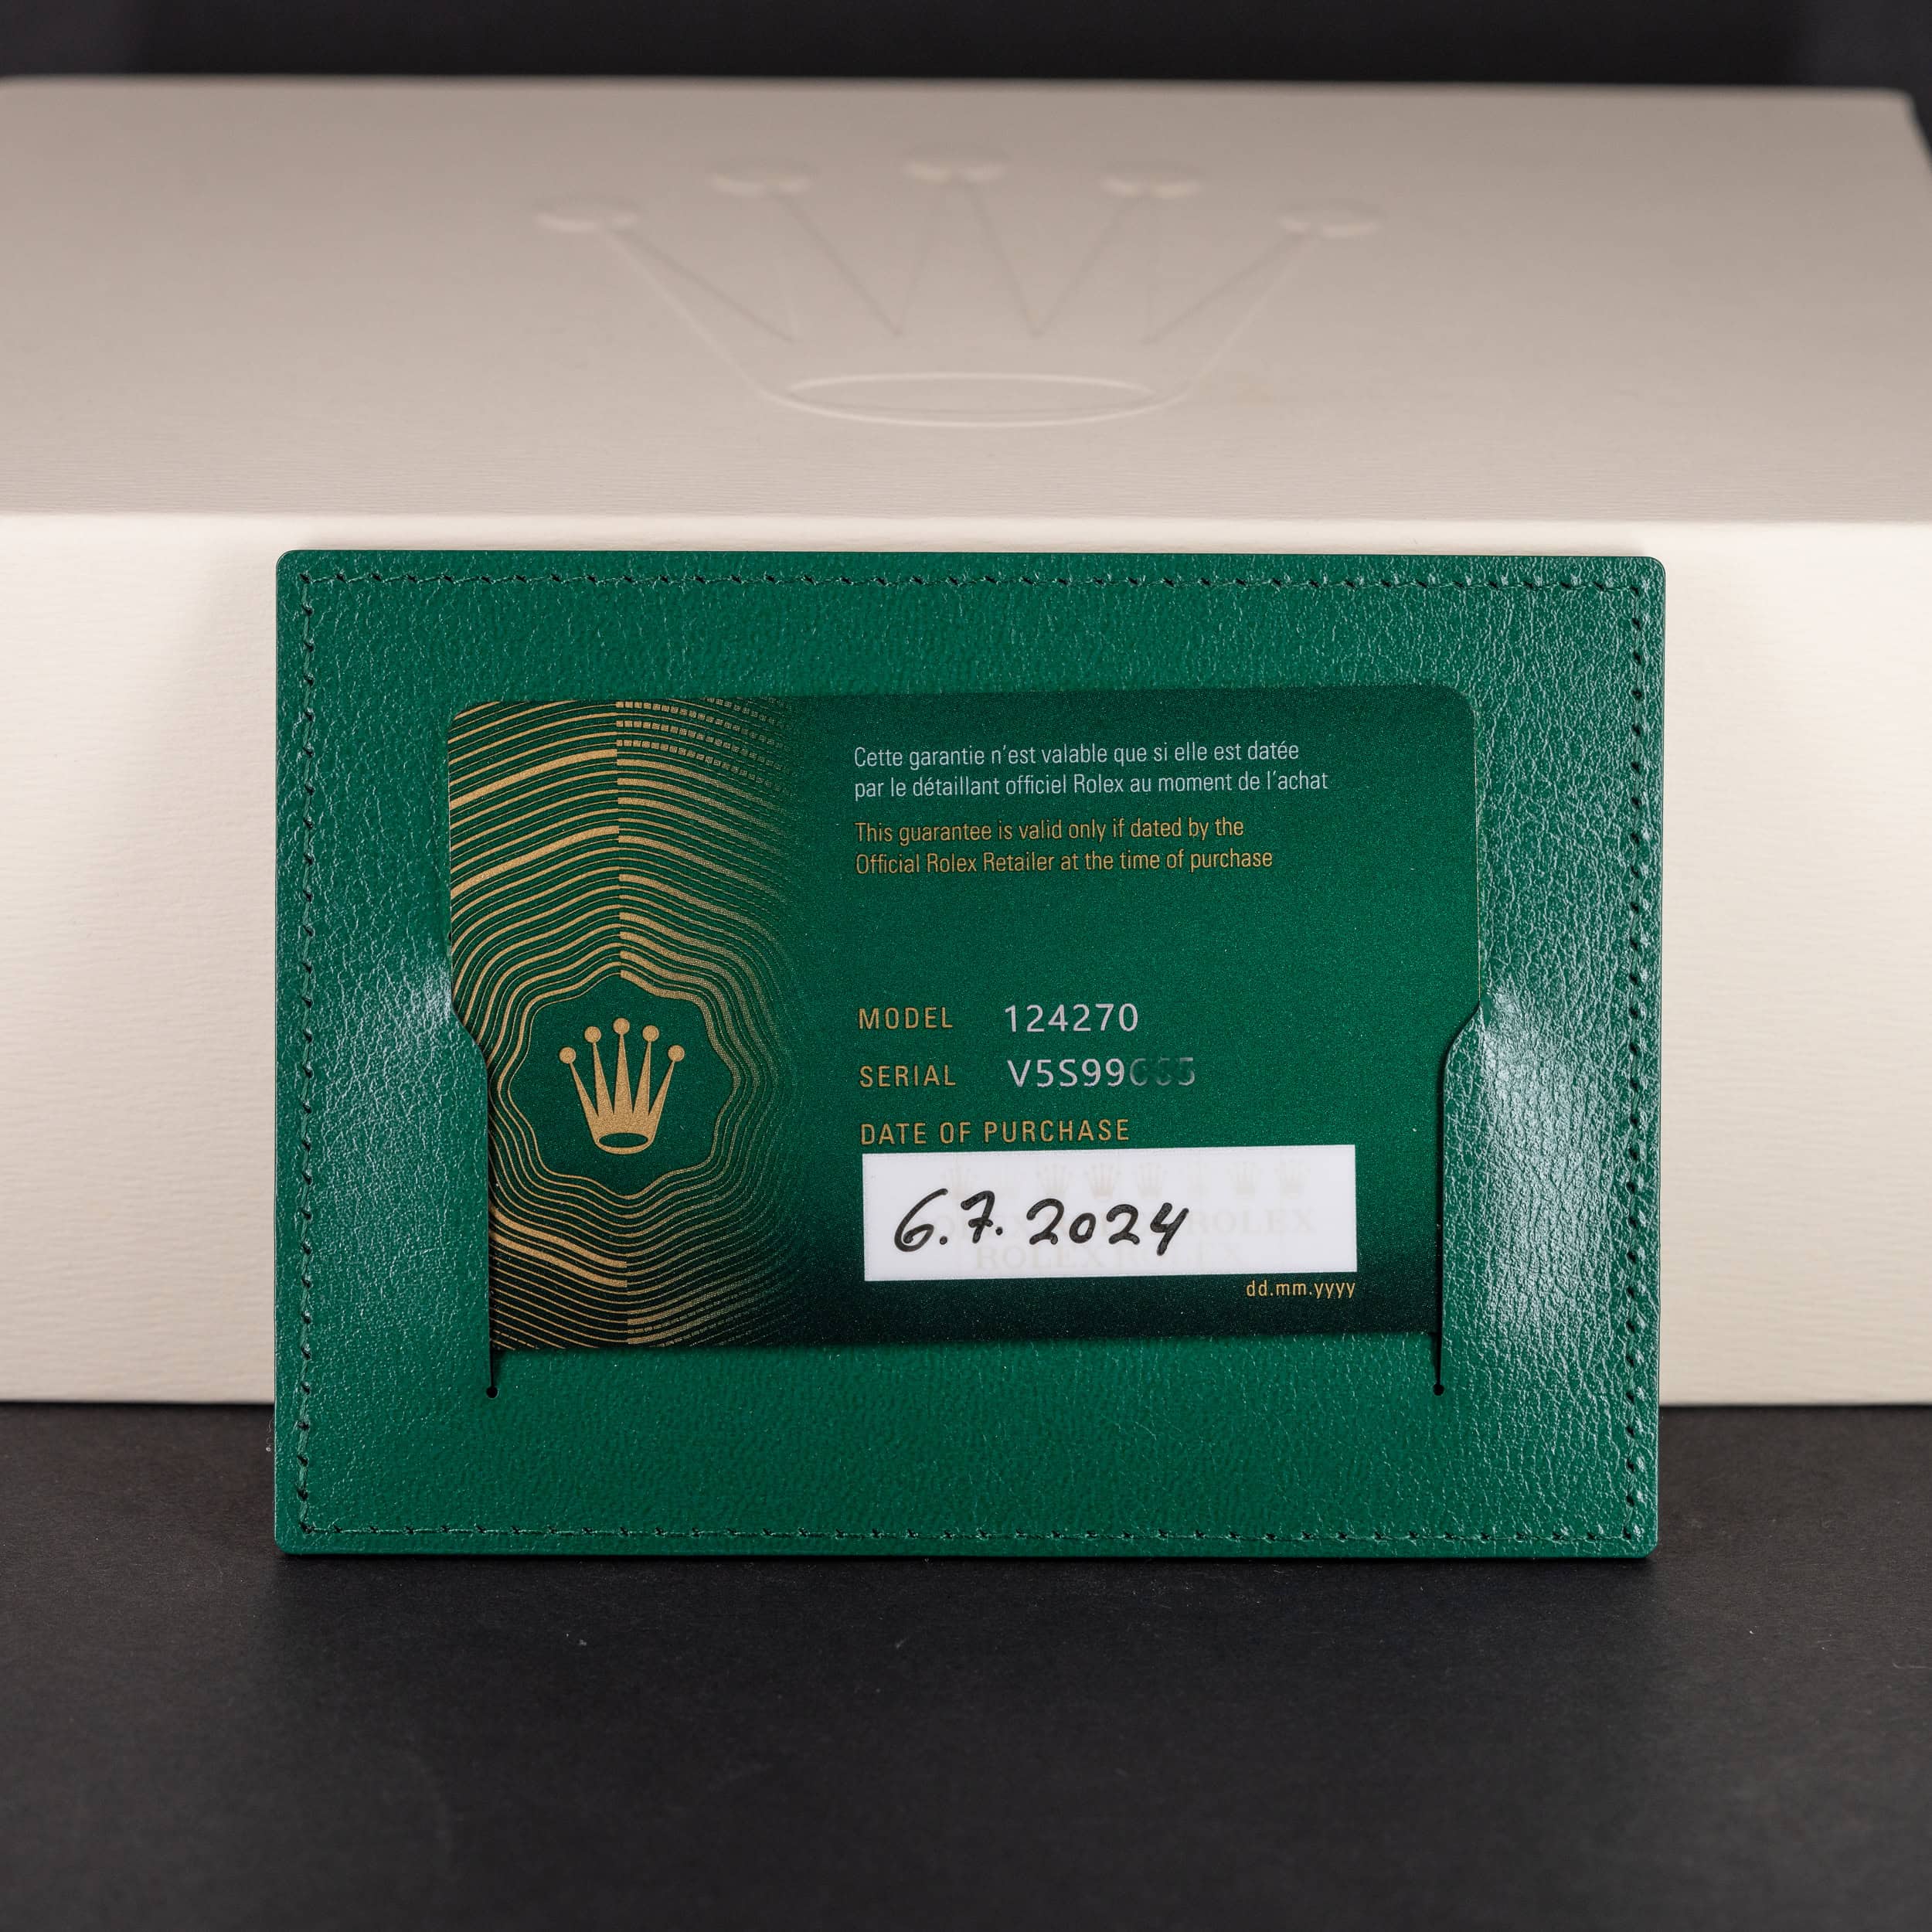 Cette garantie n'est valable que si elle est datée
par le détaillant officiel Rolex au moment de l'achat
This guarantee is valid only if dated by the
Official Rolex Retailer at the time of purchase
MODEL 124270
SERIAL
DATE OF PURCHASE
6.7.2024
dd.mm.yyyy